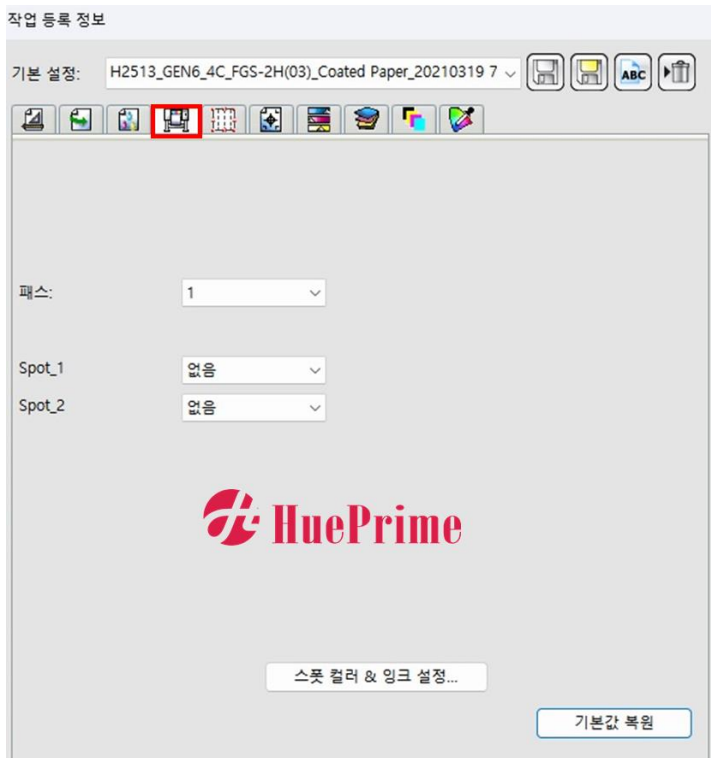 작업 등록 정보
기본 설정: H2513_GEN6_4C_FGS-2H(03)_Coated Paper_20210319 7
ABC
패스: 1
Spot_1 없음
Spot_2 없음
HuePrime
스폿 컬러 & 잉크 설정...
기본값 복원